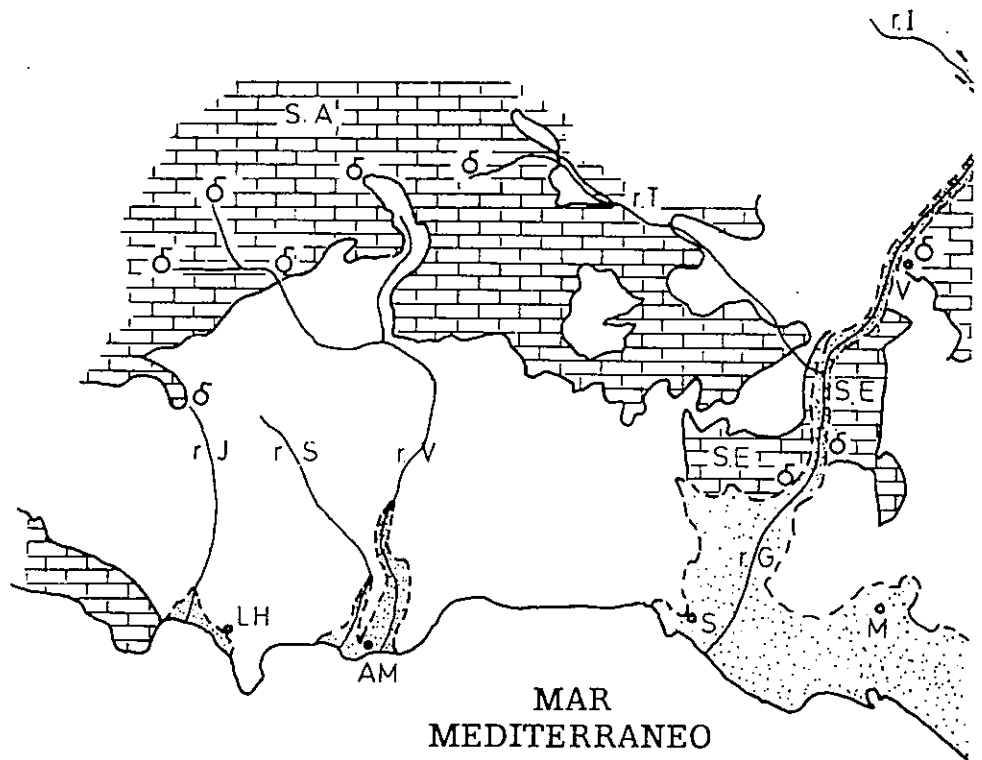 r.I
S.A
r.T
V
S.E
S.E
r J
r S
r V
r G
LH
AM
S
M
MAR
MEDITERRANEO